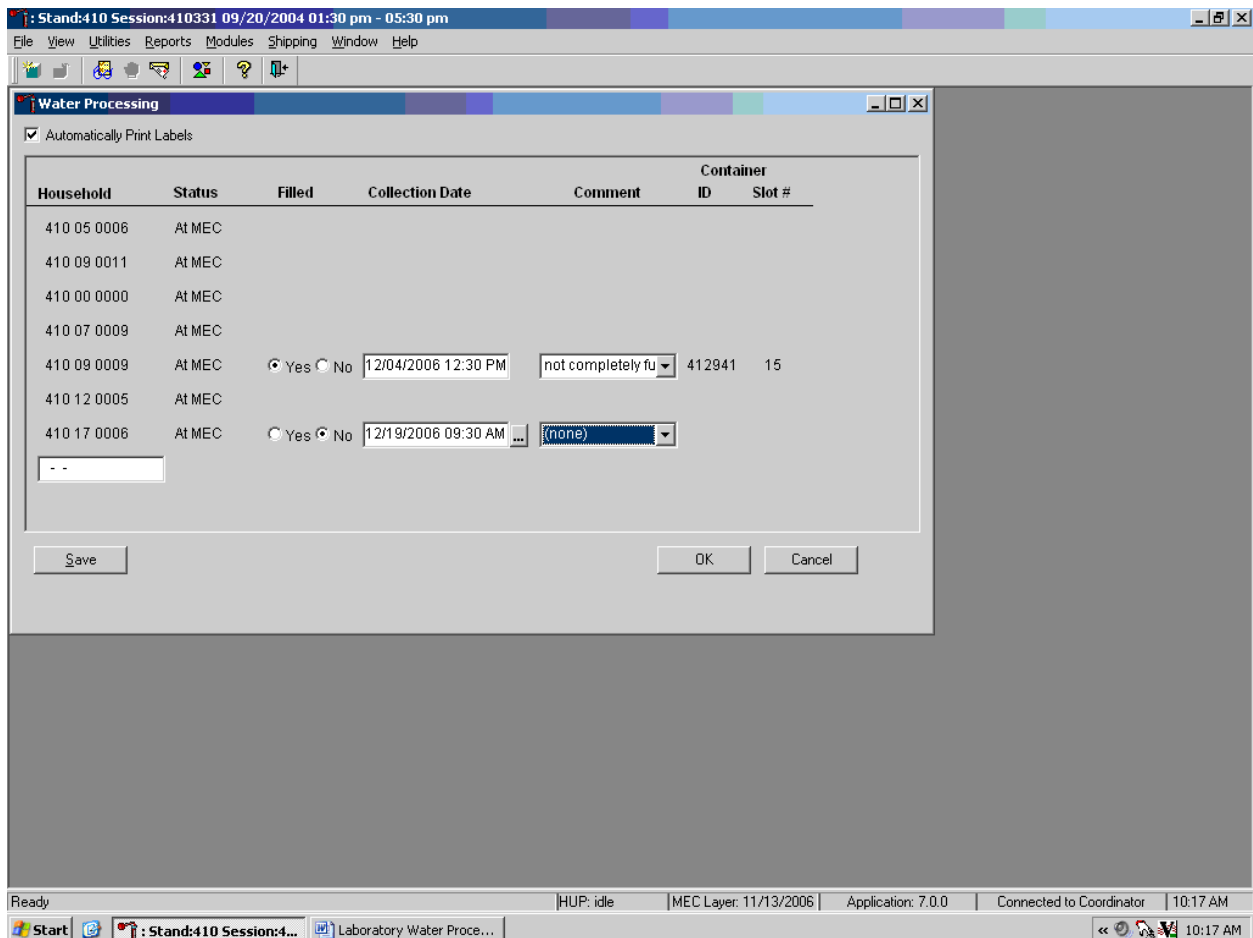 : Stand:410 Session:410331 09/20/2004 01:30 pm - 05:30 pm
File View Utilities Reports Modules Shipping Window Help
Water Processing
Automatically Print Labels
Container
Household Status Filled Collection Date Comment ID Slot #
410 05 0006 At MEC
410 09 0011 At MEC
410 00 0000 At MEC
410 07 0009 At MEC
410 09 0009 At MEC Yes No 12/04/2006 12:30 PM not completely fu 412941 15
410 12 0005 At MEC
410 17 0006 At MEC Yes No 12/19/2006 09:30 AM ... (none)
- -
Save OK Cancel
Ready HUP: idle MEC Layer: 11/13/2006 Application: 7.0.0 Connected to Coordinator 10:17 AM
Start : Stand:410 Session:4... Laboratory Water Proce... « 10:17 AM